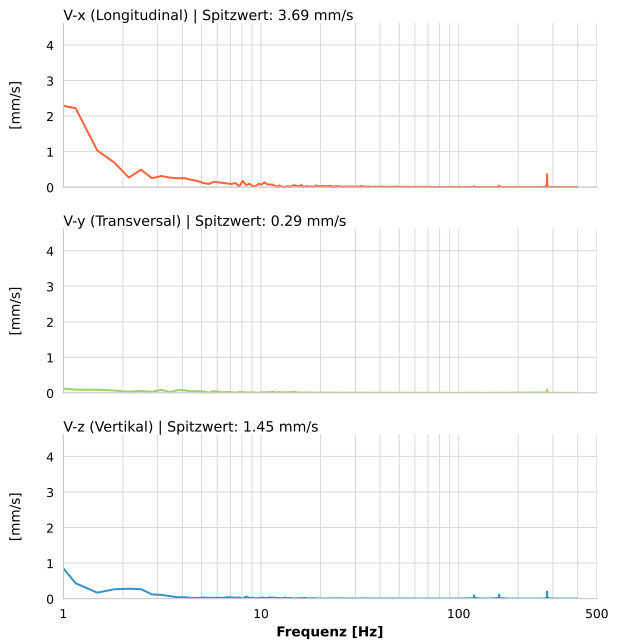 V-x (Longitudinal) | Spitzwert: 3.69 mm/s
4
3
2
1
0
[mm/s]
V-y (Transversal) | Spitzwert: 0.29 mm/s
4
3
2
1
0
[mm/s]
V-z (Vertikal) | Spitzwert: 1.45 mm/s
4
3
2
1
0
[mm/s]
1 10 100 500
Frequenz [Hz]